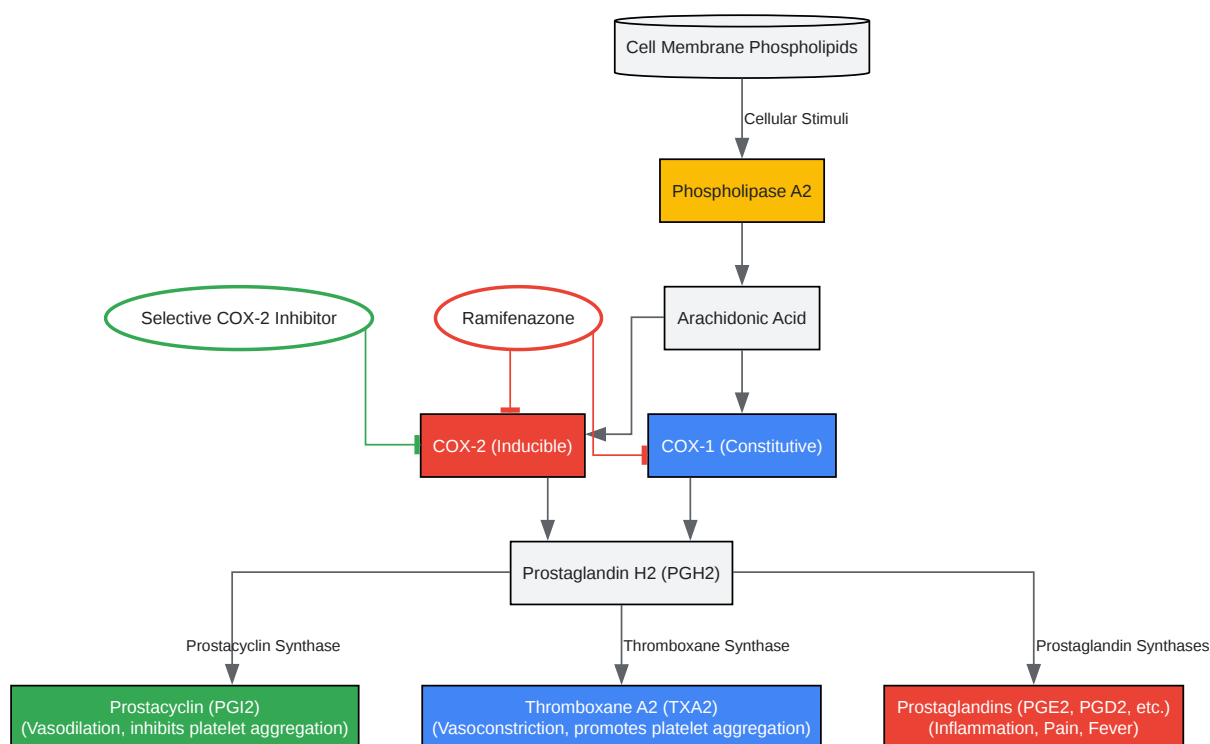 Cell Membrane Phospholipids
Cellular Stimuli
Phospholipase A2
Selective COX-2 Inhibitor
Ramifenazone
Arachidonic Acid
COX-2 (Inducible)
COX-1 (Constitutive)
Prostaglandin H2 (PGH2)
Prostacyclin Synthase
Thromboxane Synthase
Prostaglandin Synthases
Prostacyclin (PGI2)
(Vasodilation, inhibits platelet aggregation)
Thromboxane A2 (TXA2)
(Vasoconstriction, promotes platelet aggregation)
Prostaglandins (PGE2, PGD2, etc.)
(Inflammation, Pain, Fever)